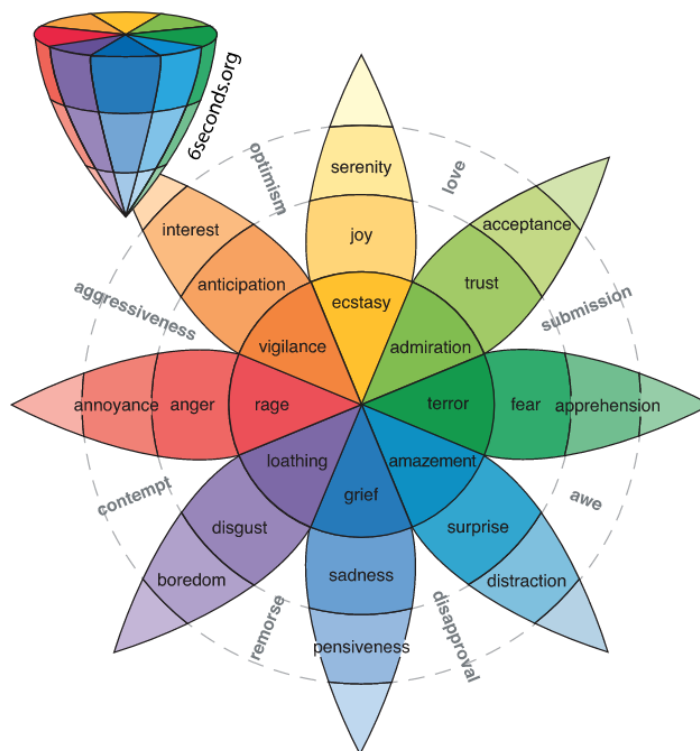 6seconds.org
optimism
serenity
love
interest
joy
acceptance
anticipation
trust
aggressiveness
ecstasy
submission
vigilance
admiration
annoyance
anger
rage
terror
fear
apprehension
loathing
amazement
contempt
grief
awe
disgust
surprise
boredom
sadness
distraction
remorse
disapproval
pensiveness